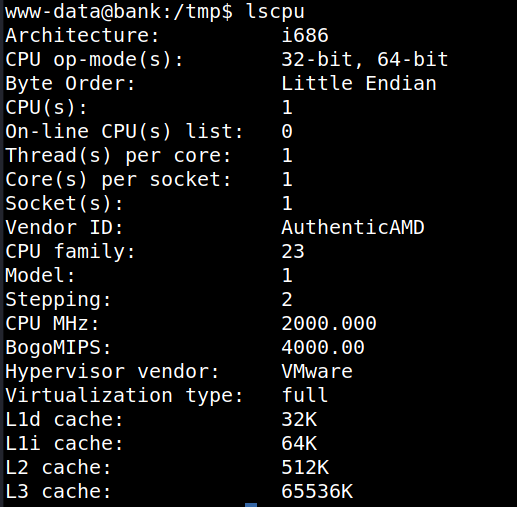 www-data@bank:/tmp$ lscpu
Architecture:          i686
CPU op-mode(s):        32-bit, 64-bit
Byte Order:            Little Endian
CPU(s):                1
On-line CPU(s) list:   0
Thread(s) per core:    1
Core(s) per socket:    1
Socket(s):             1
Vendor ID:             AuthenticAMD
CPU family:            23
Model:                 1
Stepping:              2
CPU MHz:               2000.000
BogoMIPS:              4000.00
Hypervisor vendor:     VMware
Virtualization type:   full
L1d cache:             32K
L1i cache:             64K
L2 cache:              512K
L3 cache:              65536K